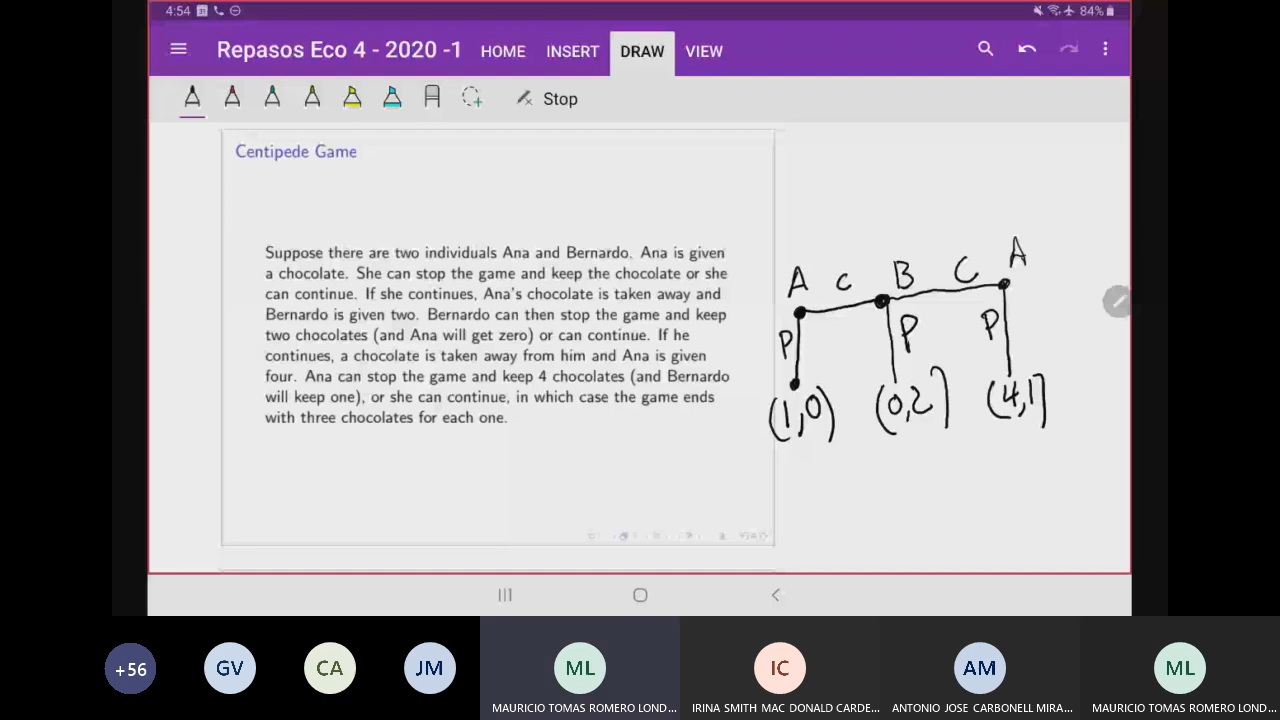 4:54
31
84%
Repasos Eco 4 - 2020 -1
HOME
INSERT
DRAW
VIEW
Stop
Centipede Game
Suppose there are two individuals Ana and Bernardo. Ana is given
a chocolate. She can stop the game and keep the chocolate or she
can continue. If she continues, Ana's chocolate is taken away and
Bernardo is given two. Bernardo can then stop the game and keep
two chocolates (and Ana will get zero) or can continue. If he
continues, a chocolate is taken away from him and Ana is given
four. Ana can stop the game and keep 4 chocolates (and Bernardo
will keep one), or she can continue, in which case the game ends
with three chocolates for each one.
A C B C A
P P P
(1,0) (0,2) (4,1)
+56
GV
CA
JM
ML
IC
AM
ML
MAURICIO TOMAS ROMERO LOND...
IRINA SMITH MAC DONALD CARDE...
ANTONIO JOSE CARBONELL MIRA...
MAURICIO TOMAS ROMERO LOND...